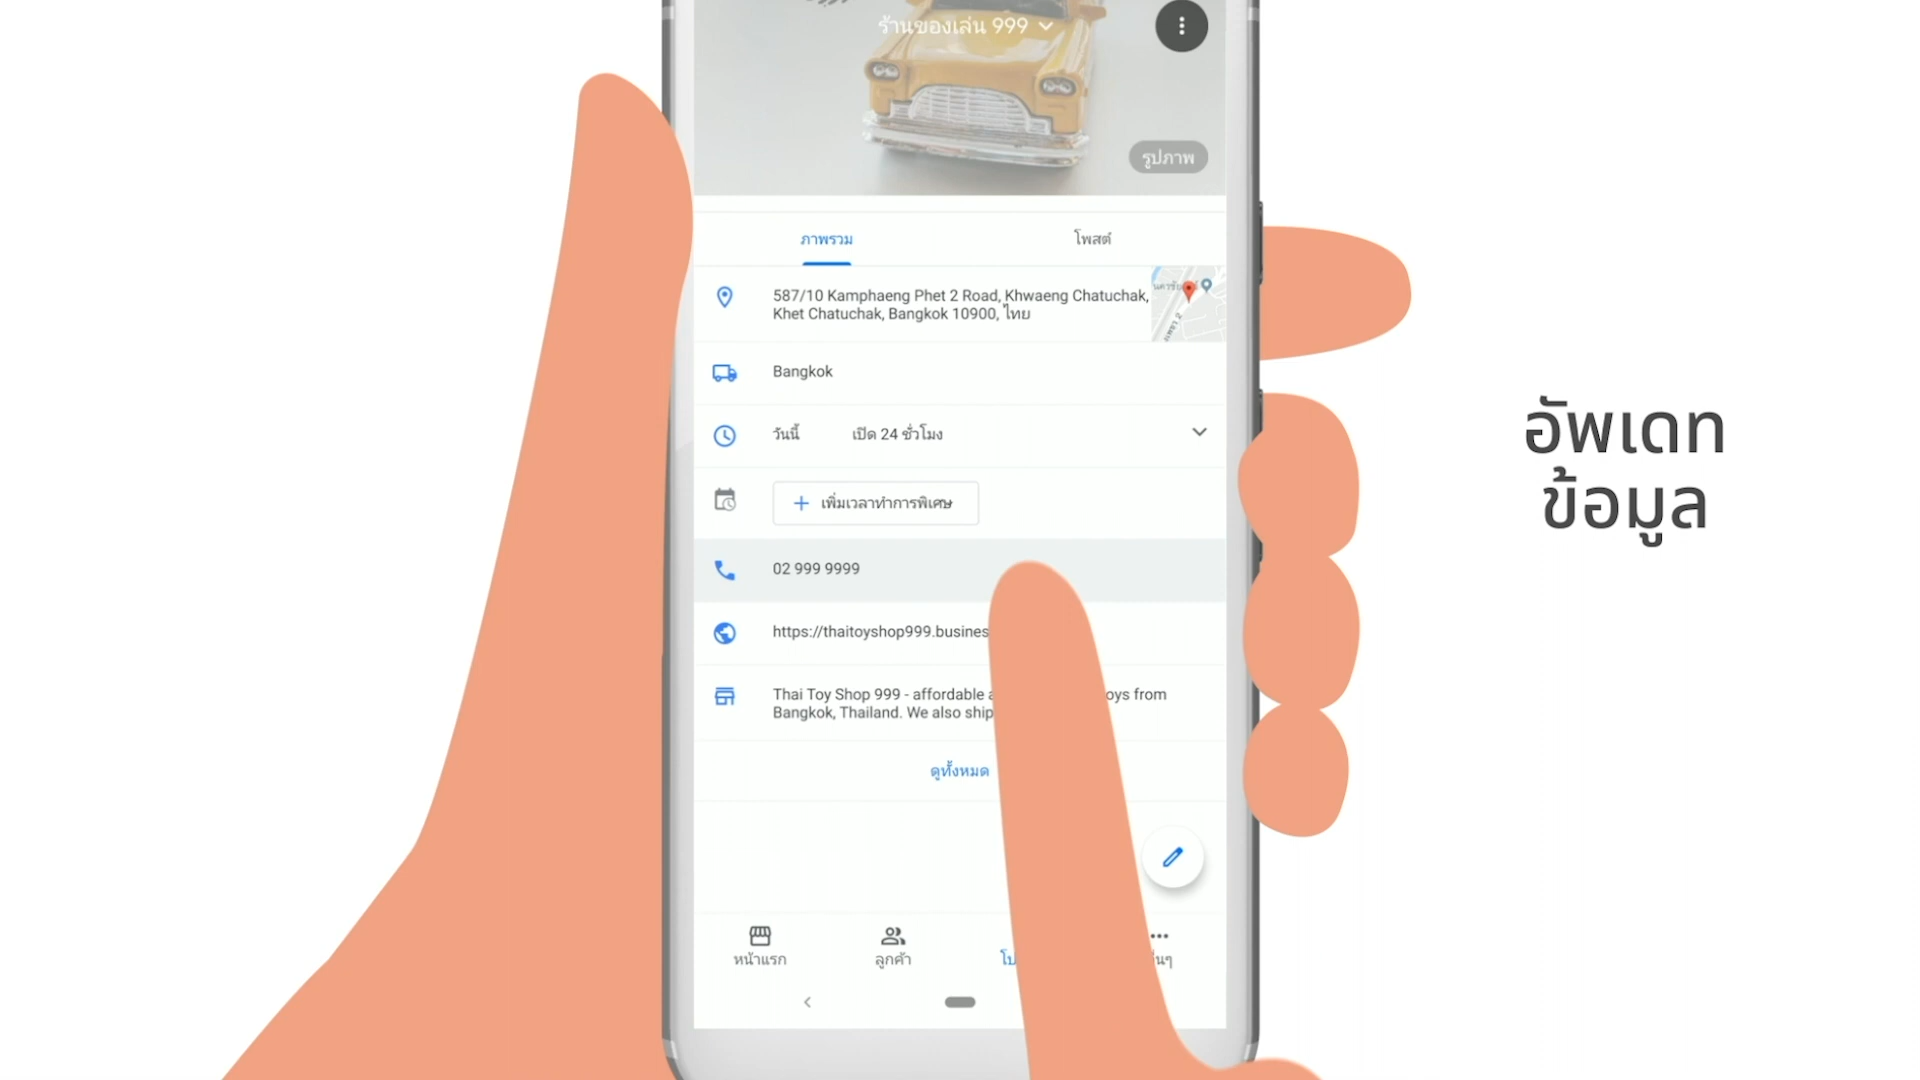 ร้านของเล่น 999
รูปภาพ
ภาพรวม
โพสต์
587/10 Kamphaeng Phet 2 Road, Khwaeng Chatuchak,
Khet Chatuchak, Bangkok 10900, ไทย
Bangkok
วันนี้ เปิด 24 ชั่วโมง
+ เพิ่มเวลาทำการพิเศษ
02 999 9999
https://thaitoyshop999.busines
Thai Toy Shop 999 - affordable a oys from
Bangkok, Thailand. We also ship
ดูทั้งหมด
หน้าแรก
ลูกค้า
อัพเดท
ข้อมูล